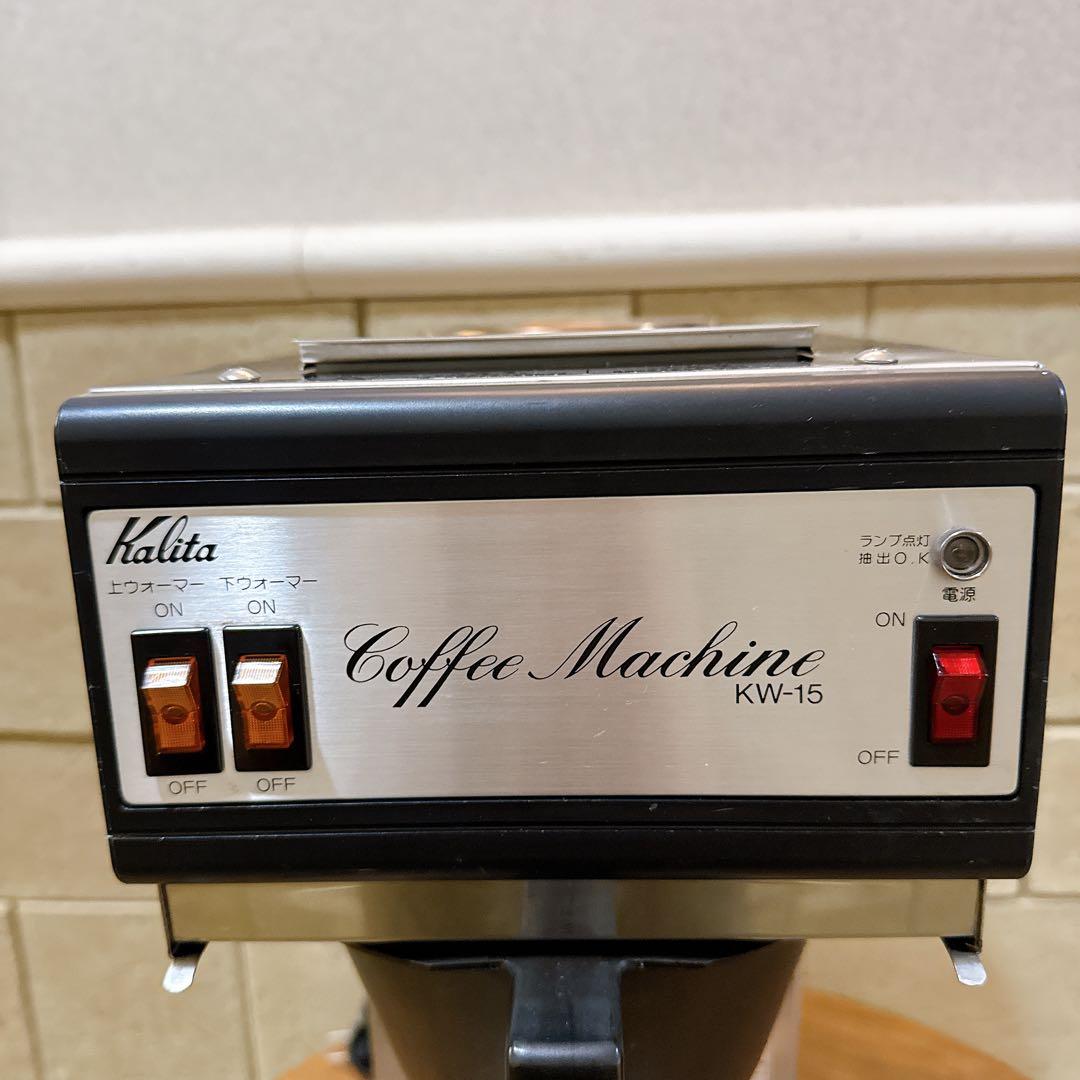 Kalita
上ウォーマー 下ウォーマー
ON ON
OFF OFF
Coffee Machine
KW-15
ランプ点灯
抽出O.K
電源
ON
OFF